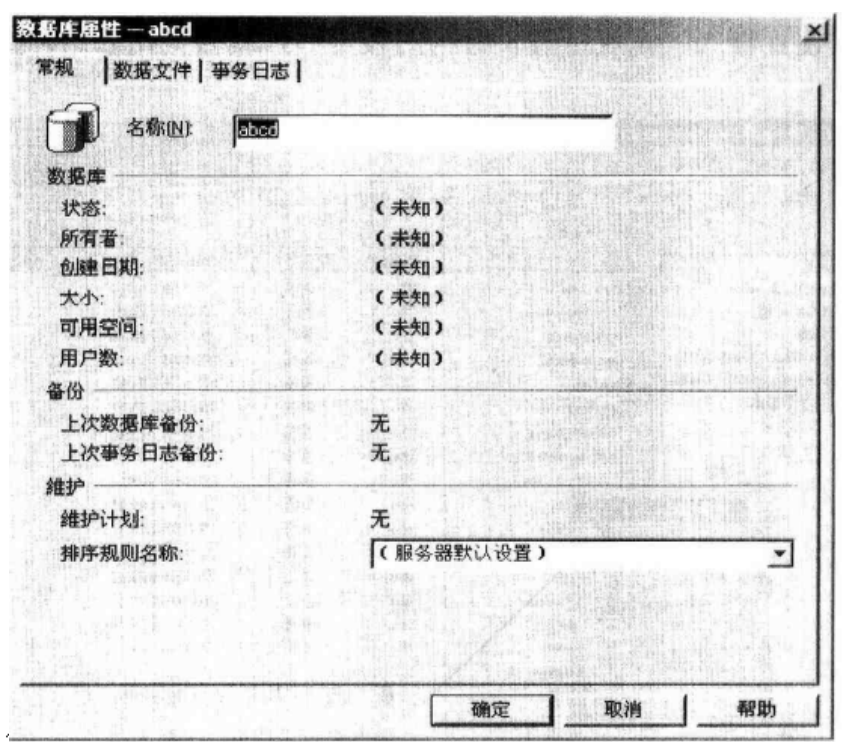 数据库属性 — abcd
常规 数据文件 事务日志
名称(N): abcd
数据库
状态: (未知)
所有者: (未知)
创建日期: (未知)
大小: (未知)
可用空间: (未知)
用户数: (未知)
备份
上次数据库备份: 无
上次事务日志备份: 无
维护
维护计划: 无
排序规则名称: (服务器默认设置)
确定 取消 帮助